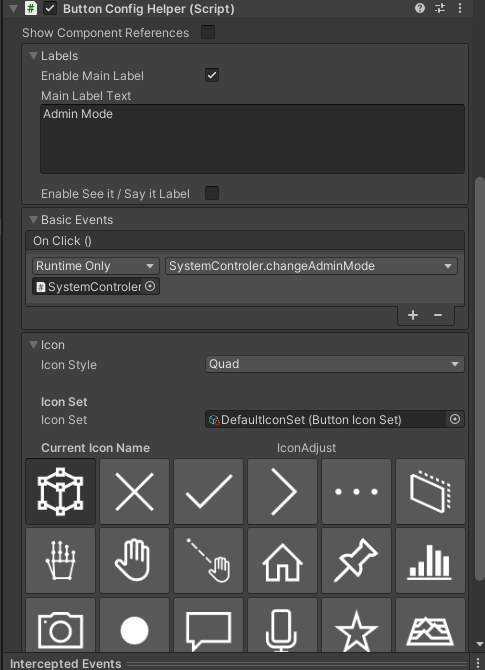 Button Config Helper (Script)
Show Component References
Labels
Enable Main Label
Main Label Text
Admin Mode
Enable See it / Say it Label
Basic Events
On Click ()
Runtime Only
SystemControler.changeAdminMode
SystemControler
Icon
Icon Style
Quad
Icon Set
Icon Set
DefaultIconSet (Button Icon Set)
Current Icon Name
IconAdjust
Intercepted Events